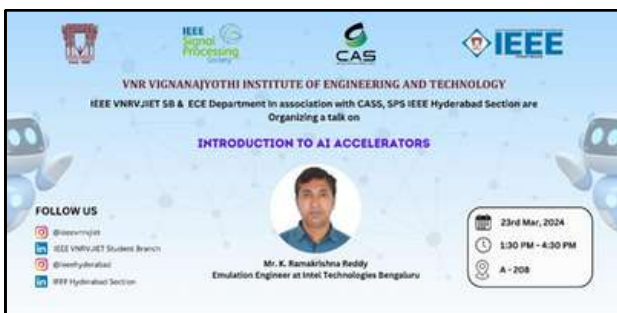 IEEE
Signal
Processing
Society
CAS
IEEE
VNR VIGNANAJYOTHI INSTITUTE OF ENGINEERING AND TECHNOLOGY
IEEE VNRVJIET SB & ECE Department in association with CASS, SPS IEEE Hyderabad Section are
Organizing a talk on
INTRODUCTION TO AI ACCELERATORS
FOLLOW US
@ieeevnrvjiet
IEEE VNRVJIET Student Branch
@ieeehyderabad
IEEE Hyderabad Section
Mr. K. Ramakrishna Reddy
Emulation Engineer at Intel Technologies Bengaluru
23rd Mar, 2024
1:30 PM - 4:30 PM
A - 208